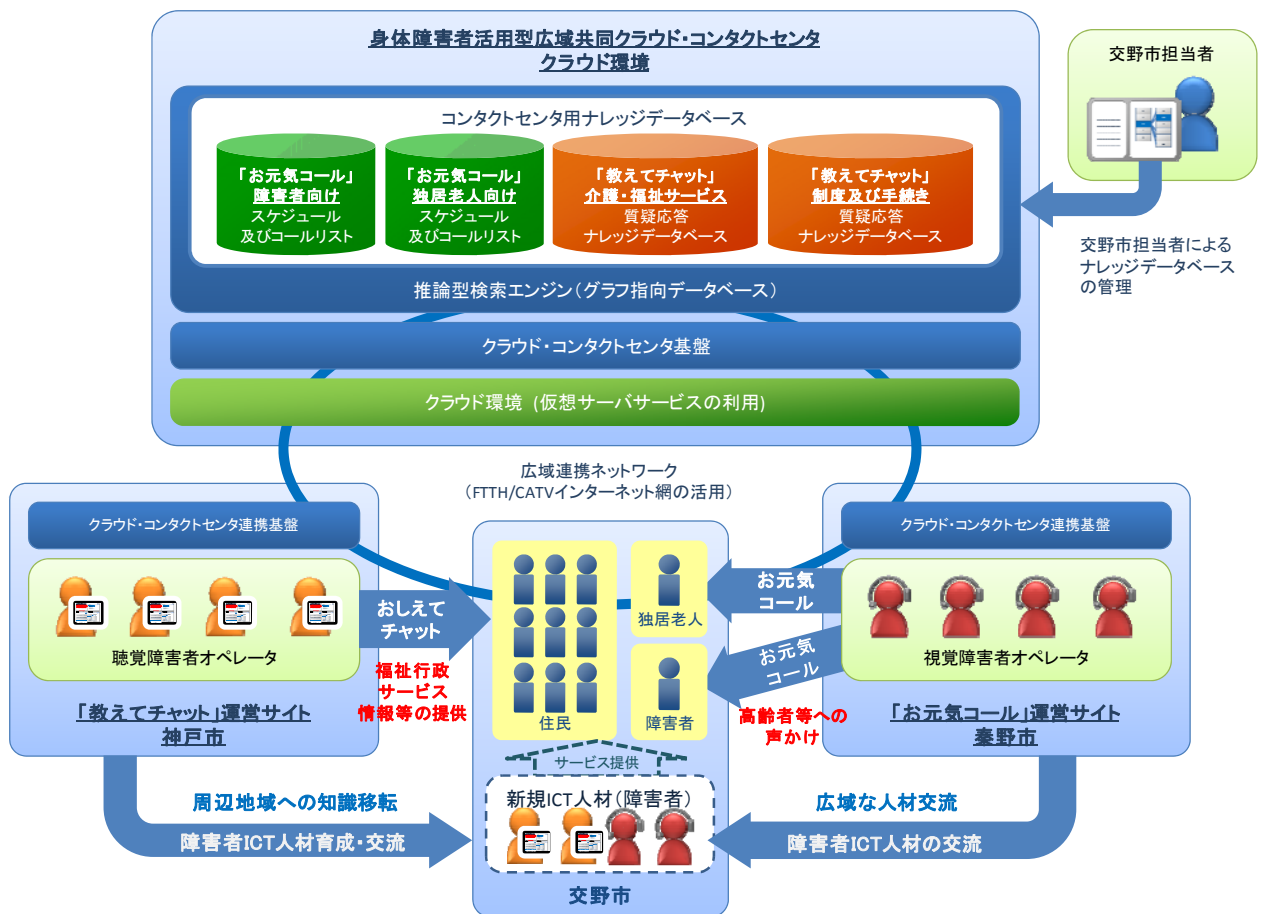 身体障害者活用型広域共同クラウド・コンタクトセンタ
クラウド環境
交野市担当者
コンタクトセンタ用ナレッジデータベース
「お元気コール」
障害者向け
スケジュール
及びコールリスト
「お元気コール」
独居老人向け
スケジュール
及びコールリスト
「教えてチャット」
介護・福祉サービス
質疑応答
ナレッジデータベース
「教えてチャット」
制度及び手続き
質疑応答
ナレッジデータベース
推論型検索エンジン(グラフ指向データベース)
交野市担当者による
ナレッジデータベース
の管理
クラウド・コンタクトセンタ基盤
クラウド環境 (仮想サーバサービスの利用)
広域連携ネットワーク
(FTTH/CATVインターネット網の活用)
クラウド・コンタクトセンタ連携基盤
聴覚障害者オペレータ
「教えてチャット」運営サイト
神戸市
おしえて
チャット
福祉行政
サービス
情報等の提供
住民
独居老人
障害者
お元気
コール
お元気
コール
高齢者等への
声かけ
クラウド・コンタクトセンタ連携基盤
視覚障害者オペレータ
「お元気コール」運営サイト
秦野市
サービス提供
新規ICT人材(障害者)
交野市
周辺地域への知識移転
障害者ICT人材育成・交流
広域な人材交流
障害者ICT人材の交流